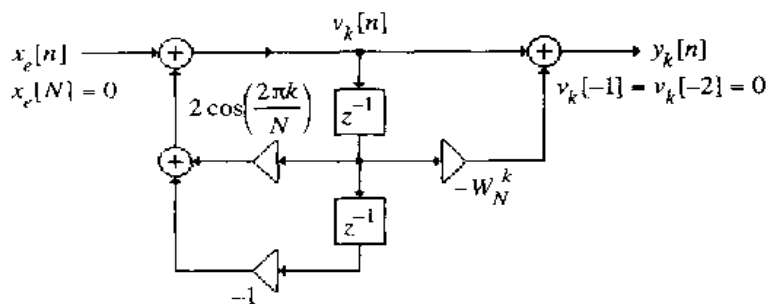 v_k[n]
x_e[n]
y_k[n]
x_e[N] = 0
v_k[-1] = v_k[-2] = 0
2 cos(2πk/N)
z^{-1}
-W_N^k
z^{-1}
-1